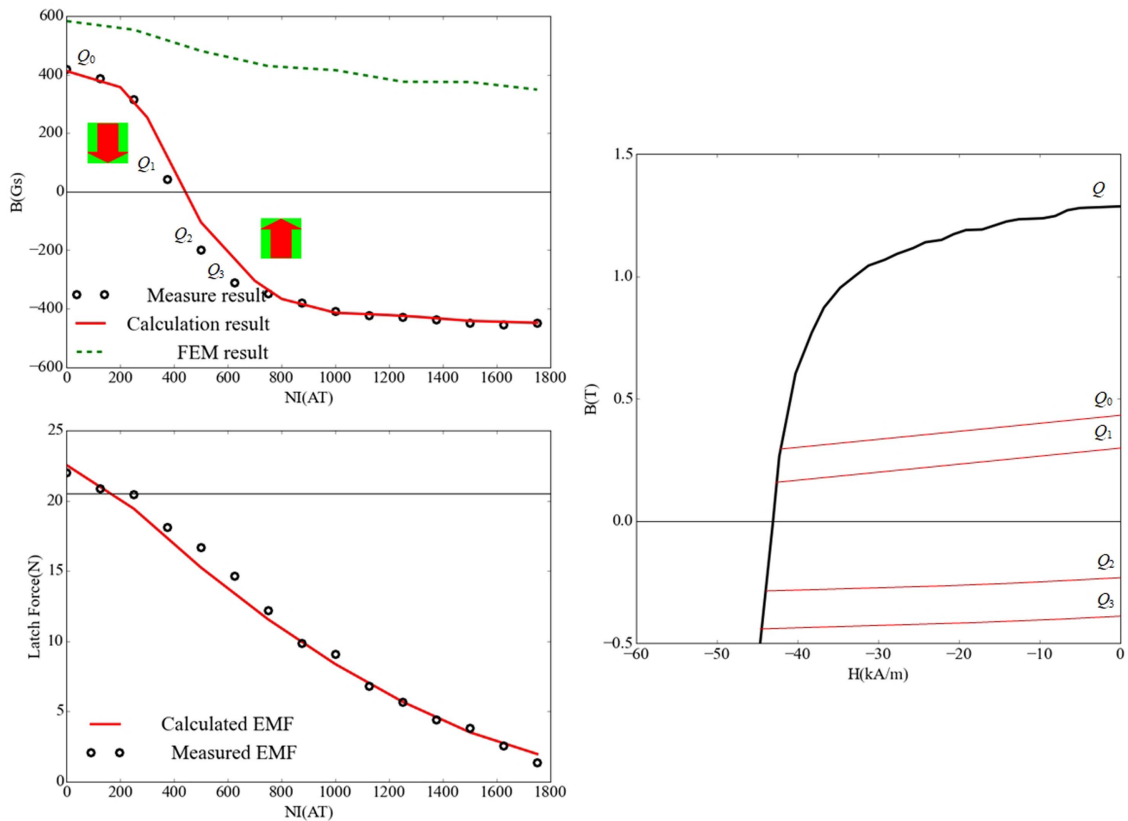 600
400
200
0
−200
−400
−600
B(Gs)
Q0
Q1
Q2
Q3
Measure result
Calculation result
FEM result
0 200 400 600 800 1000 1200 1400 1600 1800
NI(AT)
25
20
15
10
5
0
Latch Force(N)
Calculated EMF
Measured EMF
0 200 400 600 800 1000 1200 1400 1600 1800
NI(AT)
1.5
1.0
0.5
0.0
−0.5
B(T)
Q
Q0
Q1
Q2
Q3
−60 −50 −40 −30 −20 −10 0
H(kA/m)